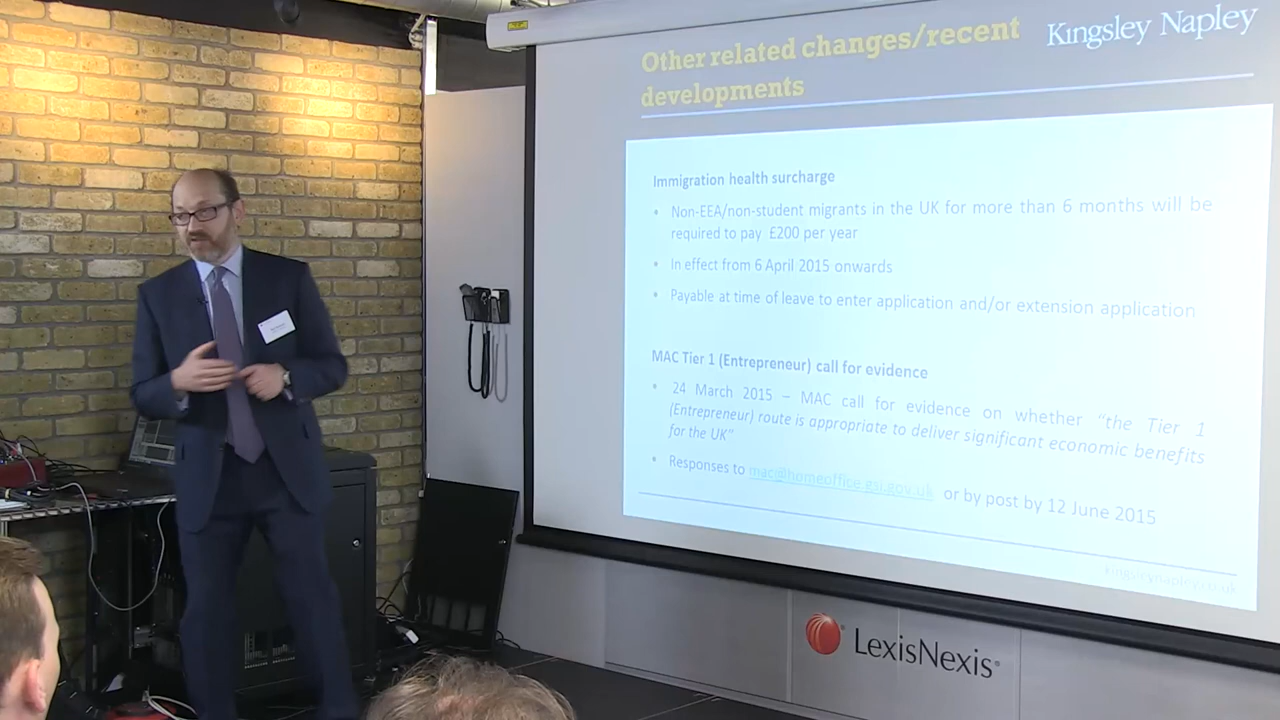 Other related changes/recent
developments
Kingsley Napley
Immigration health surcharge
• Non-EEA/non-student migrants in the UK for more than 6 months will be
required to pay £200 per year
• In effect from 6 April 2015 onwards
• Payable at time of leave to enter application and/or extension application
MAC Tier 1 (Entrepreneur) call for evidence
• 24 March 2015 – MAC call for evidence on whether “the Tier 1
(Entrepreneur) route is appropriate to deliver significant economic benefits
for the UK”
• Responses to mac@homeoffice.gsi.gov.uk or by post by 12 June 2015
kingsleynapley.co.uk
LexisNexis®